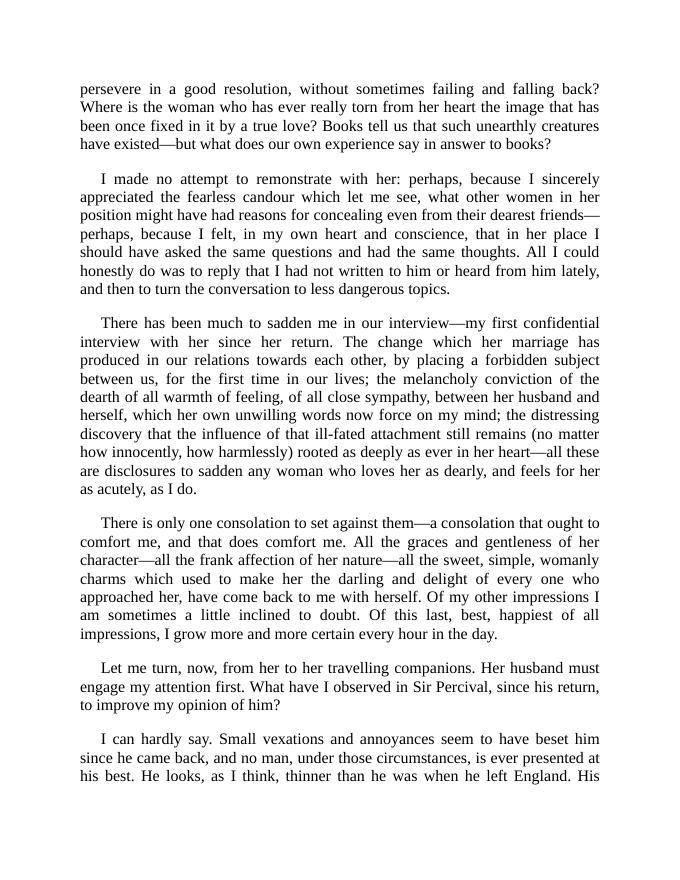 persevere in a good resolution, without sometimes failing and falling back?
Where is the woman who has ever really torn from her heart the image that has
been once fixed in it by a true love? Books tell us that such unearthly creatures
have existed—but what does our own experience say in answer to books?
I made no attempt to remonstrate with her: perhaps, because I sincerely
appreciated the fearless candour which let me see, what other women in her
position might have had reasons for concealing even from their dearest friends—
perhaps, because I felt, in my own heart and conscience, that in her place I
should have asked the same questions and had the same thoughts. All I could
honestly do was to reply that I had not written to him or heard from him lately,
and then to turn the conversation to less dangerous topics.
There has been much to sadden me in our interview—my first confidential
interview with her since her return. The change which her marriage has
produced in our relations towards each other, by placing a forbidden subject
between us, for the first time in our lives; the melancholy conviction of the
dearth of all warmth of feeling, of all close sympathy, between her husband and
herself, which her own unwilling words now force on my mind; the distressing
discovery that the influence of that ill-fated attachment still remains (no matter
how innocently, how harmlessly) rooted as deeply as ever in her heart—all these
are disclosures to sadden any woman who loves her as dearly, and feels for her
as acutely, as I do.
There is only one consolation to set against them—a consolation that ought to
comfort me, and that does comfort me. All the graces and gentleness of her
character—all the frank affection of her nature—all the sweet, simple, womanly
charms which used to make her the darling and delight of every one who
approached her, have come back to me with herself. Of my other impressions I
am sometimes a little inclined to doubt. Of this last, best, happiest of all
impressions, I grow more and more certain every hour in the day.
Let me turn, now, from her to her travelling companions. Her husband must
engage my attention first. What have I observed in Sir Percival, since his return,
to improve my opinion of him?
I can hardly say. Small vexations and annoyances seem to have beset him
since he came back, and no man, under those circumstances, is ever presented at
his best. He looks, as I think, thinner than he was when he left England. His